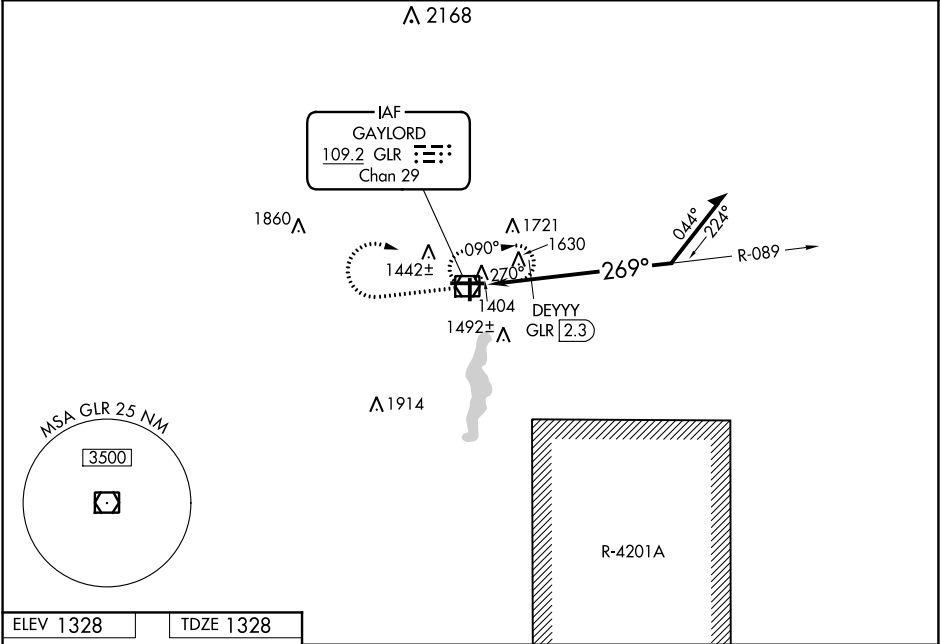 2168
IAF
GAYLORD
109.2 GLR
Chan 29
1860
1721
1630
090°
044°
224°
R-089
1442±
270°
269°
1404
DEYYY
GLR 2.3
1492±
1914
MSA GLR 25 NM
3500
R-4201A
ELEV 1328
TDZE 1328